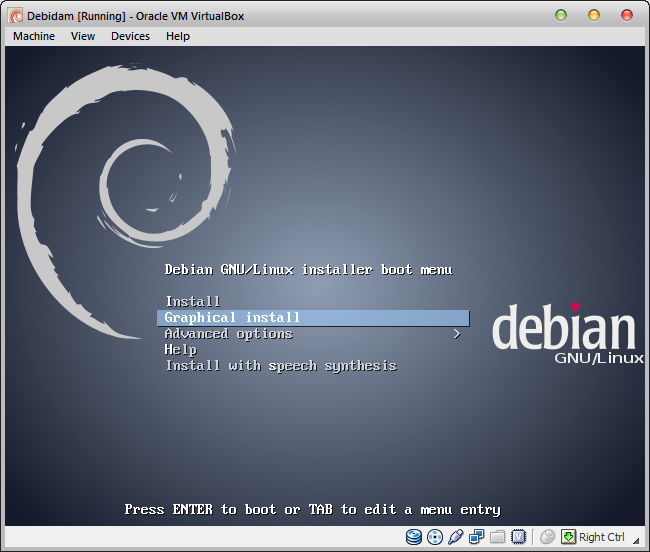 Debidam [Running] - Oracle VM VirtualBox
Machine View Devices Help
Debian GNU/Linux installer boot menu
Install
Graphical install
Advanced options >
Help
Install with speech synthesis
debian
GNU/Linux
Press ENTER to boot or TAB to edit a menu entry
Right Ctrl